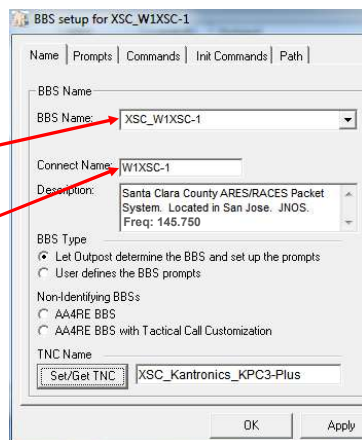 BBS setup for XSC_W1XSC-1
Name Prompts Commands Init Commands Path
BBS Name
BBS Name: XSC_W1XSC-1
Connect Name: W1XSC-1
Description: Santa Clara County ARES/RACES Packet
System. Located in San Jose. JNOS.
Freq: 145.750
BBS Type
Let Outpost determine the BBS and set up the prompts
User defines the BBS prompts
Non-Identifying BBSs
AA4RE BBS
AA4RE BBS with Tactical Call Customization
TNC Name
Set/Get TNC XSC_Kantronics_KPC3-Plus
OK Apply